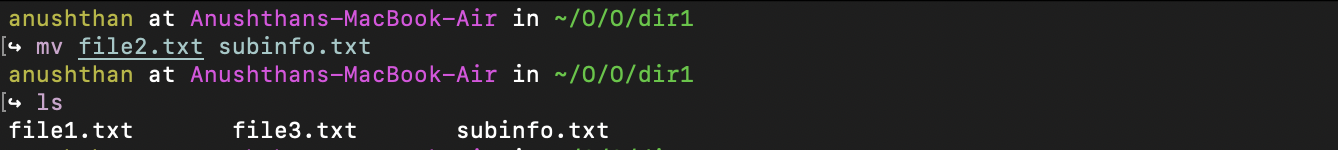 anushthan at Anushthans-MacBook-Air in ~/O/O/dir1
[↪ mv file2.txt subinfo.txt
anushthan at Anushthans-MacBook-Air in ~/O/O/dir1
[↪ ls
file1.txt file3.txt subinfo.txt